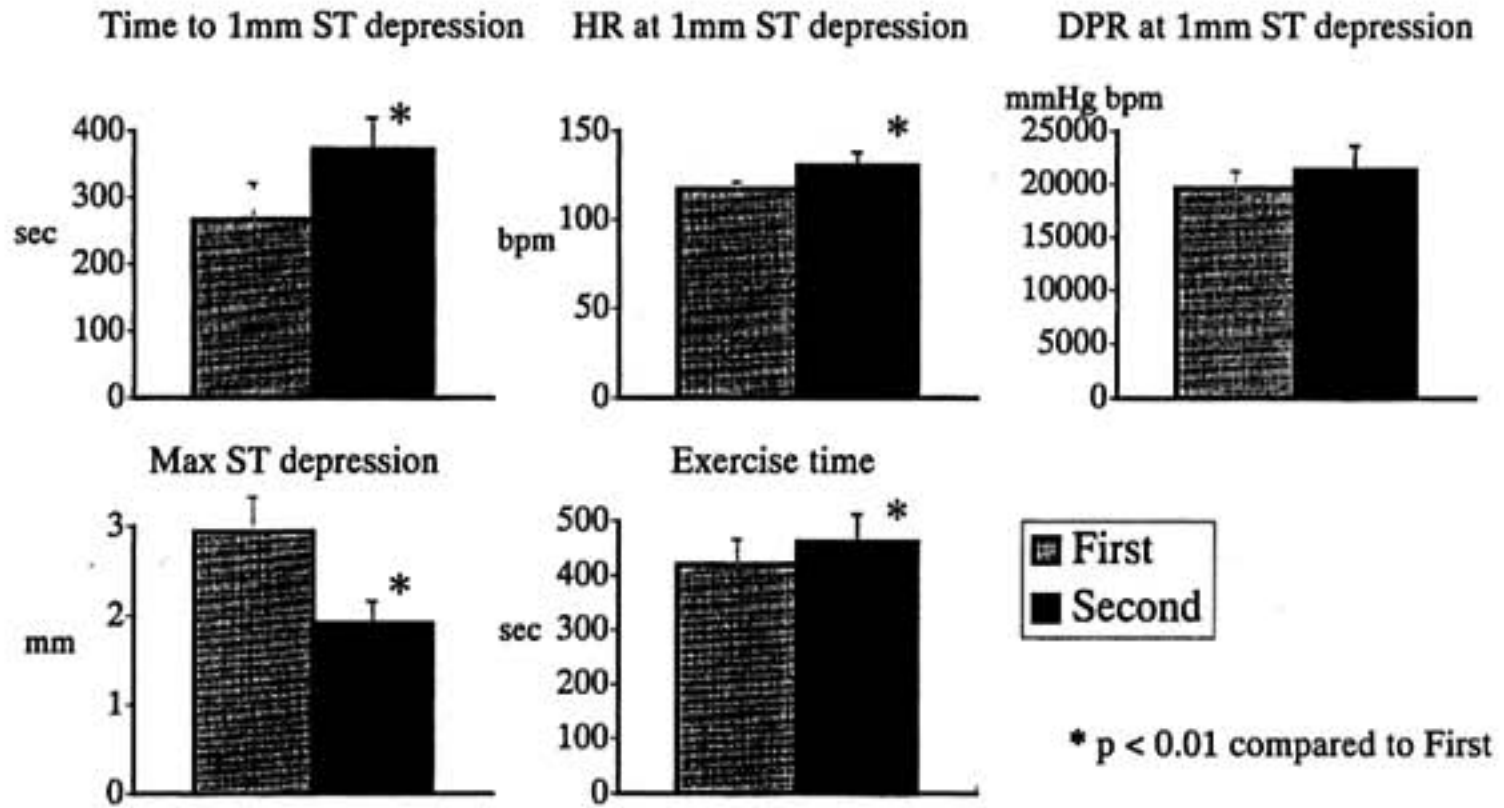 Time to 1mm ST depression
HR at 1mm ST depression
DPR at 1mm ST depression
400
300
sec
200
100
0
*
150
100
bpm
50
0
*
mmHg bpm
25000
20000
15000
10000
5000
0
Max ST depression
3
2
mm
1
0
*
Exercise time
500
400
300
sec
200
100
0
*
First
Second
* p < 0.01 compared to First